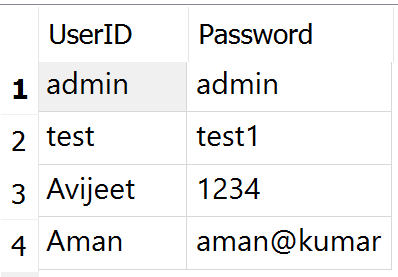 UserID Password
1 admin admin
2 test test1
3 Avijeet 1234
4 Aman aman@kumar